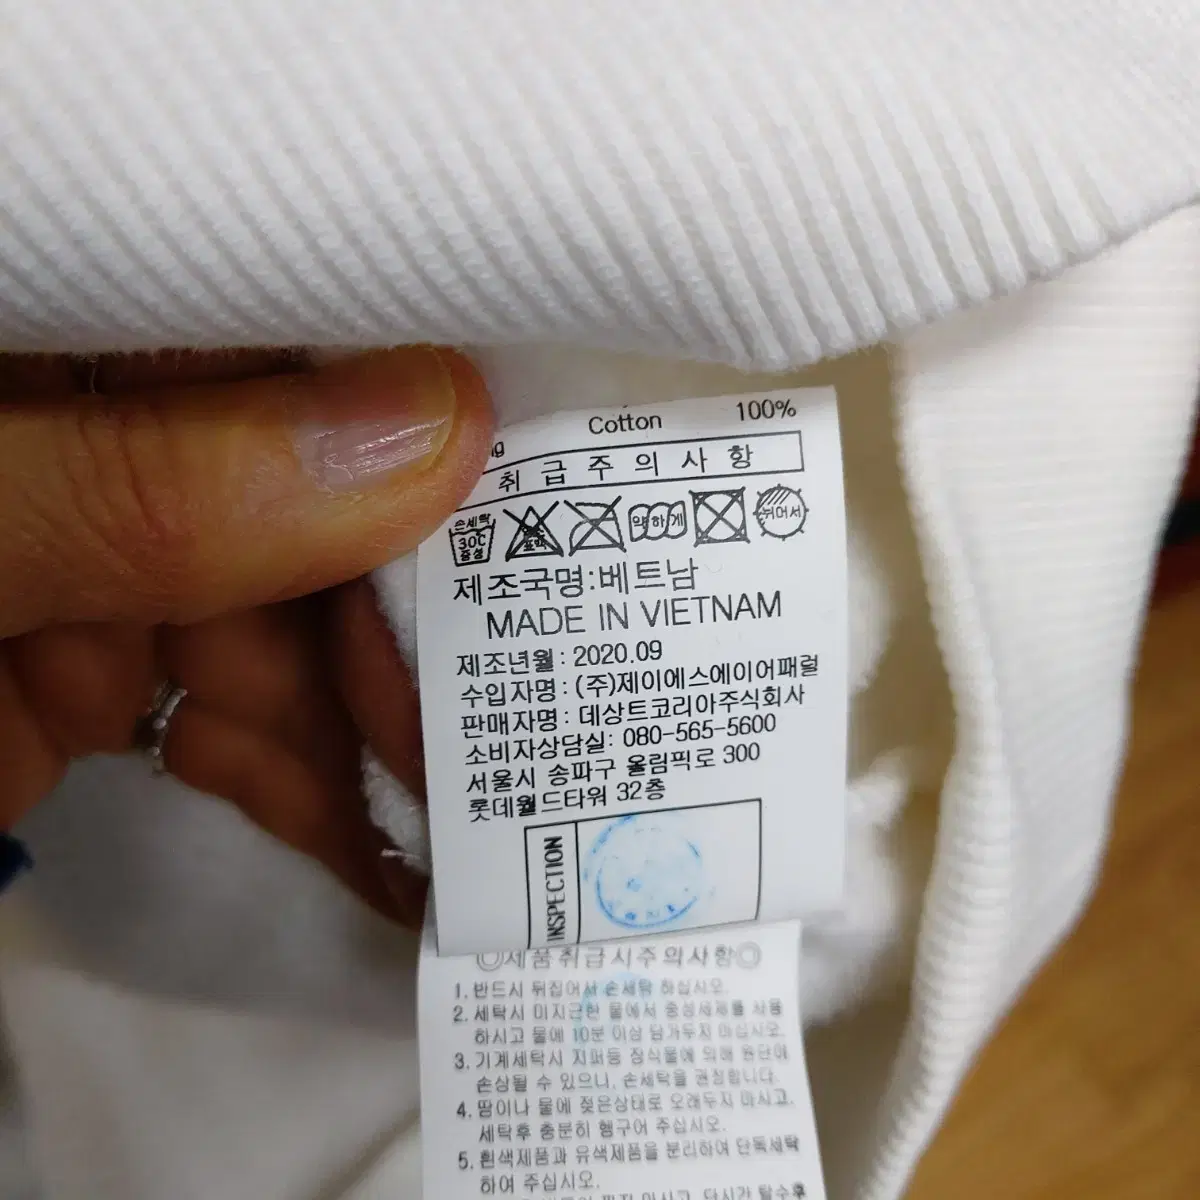 Cotton 100%
취급주의사항
손세탁
30C
중성
표백
약하게
뉘어서
제조국명:베트남
MADE IN VIETNAM
제조년월: 2020.09
수입자명: (주)제이에스에이어패럴
판매자명: 데상트코리아주식회사
소비자상담실: 080-565-5600
서울시 송파구 올림픽로 300
롯데월드타워 32층
INSPECTION
◎제품취급시주의사항◎
1. 반드시 뒤집어서 손세탁 하십시오.
2. 세탁시 미지근한 물에서 중성세제를 사용
하시고 물에 10분 이상 담가두지 마십시오.
3. 기계세탁시 지퍼등 장식물에 의해 원단이
손상될 수 있으니, 손세탁을 권장합니다.
4. 땀이나 물에 젖은상태로 오래두지 마시고,
세탁후 충분히 헹구어 주십시오.
5. 흰색제품과 유색제품을 분리하여 단독세탁
하여 주십시오.